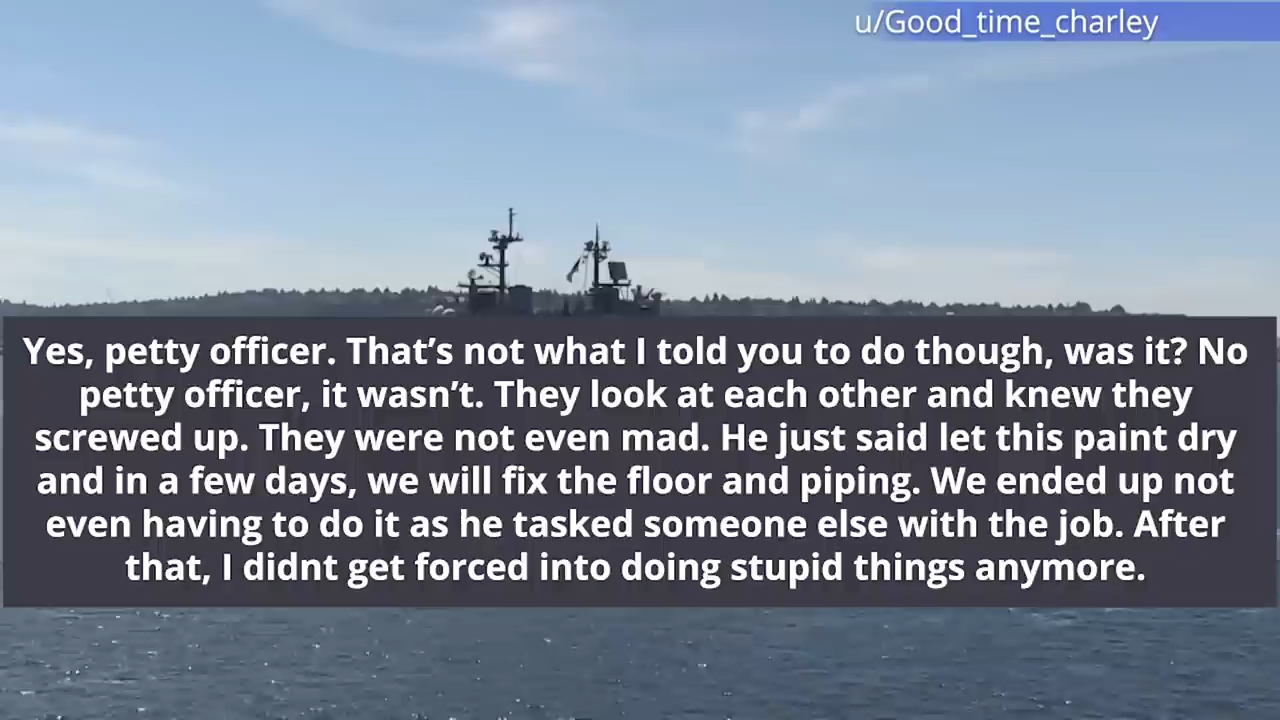 u/Good_time_charley
Yes, petty officer. That’s not what I told you to do though, was it? No
petty officer, it wasn’t. They look at each other and knew they
screwed up. They were not even mad. He just said let this paint dry
and in a few days, we will fix the floor and piping. We ended up not
even having to do it as he tasked someone else with the job. After
that, I didnt get forced into doing stupid things anymore.